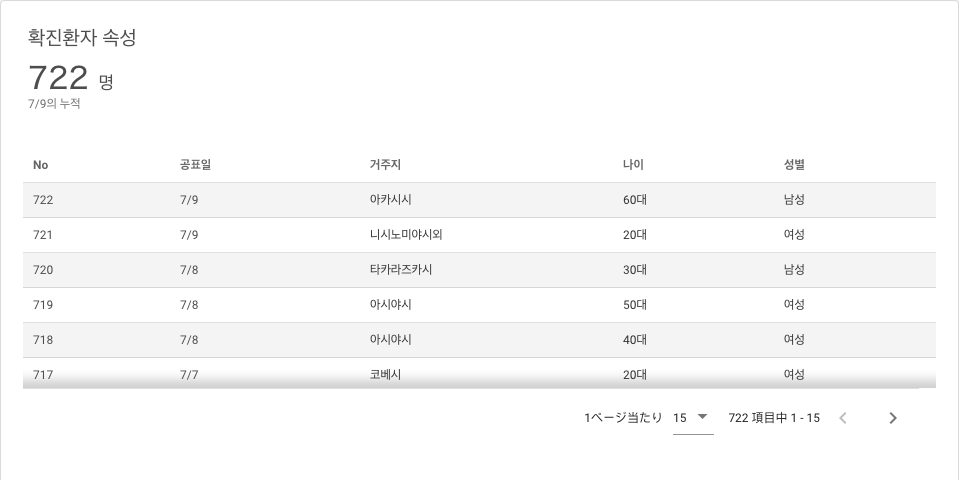 확진환자 속성
722 명
7/9의 누적
No 공표일 거주지 나이 성별
722 7/9 아카시시 60대 남성
721 7/9 니시노미야시외 20대 여성
720 7/8 타카라즈카시 30대 남성
719 7/8 아시야시 50대 여성
718 7/8 아시야시 40대 여성
717 7/7 코베시 20대 여성
1ページ当たり 15 722 項目中 1 - 15